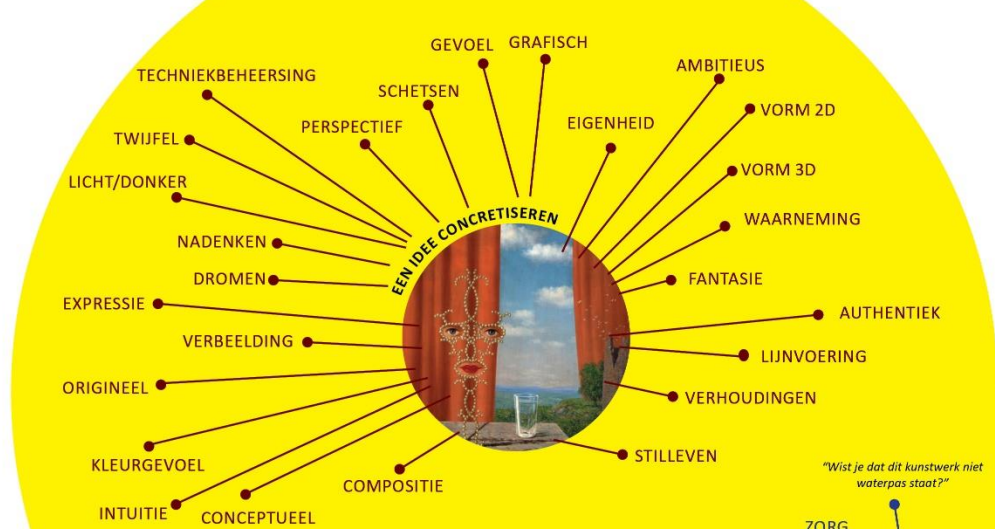 GEVOEL
GRAFISCH
TECHNIEKBEHEERSING
SCHETSEN
AMBITIEUS
PERSPECTIEF
EIGENHEID
VORM 2D
TWIJFEL
LICHT/DONKER
VORM 3D
EEN IDEE CONCRETISEREN
WAARNEMING
NADENKEN
DROMEN
FANTASIE
EXPRESSIE
AUTHENTIEK
VERBEELDING
LIJNVOERING
ORIGINEEL
VERHOUDINGEN
STILLEVEN
KLEURGEVOEL
COMPOSITIE
INTUITIE
CONCEPTUEEL
"Wist je dat dit kunstwerk niet
waterpas staat?"
ZORG